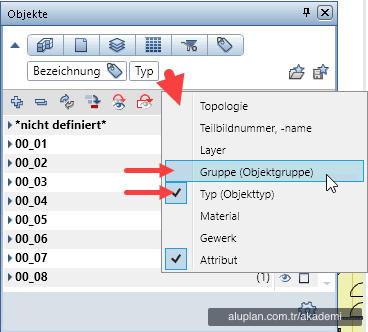 Objekte
Bezeichnung
Typ
*nicht definiert*
00_01
00_02
00_03
00_04
00_05
00_06
00_07
00_08
(1)
Topologie
Teilbildnummer, -name
Layer
Gruppe (Objektgruppe)
Typ (Objekttyp)
Material
Gewerk
Attribut
aluplan.com.tr/akademi...